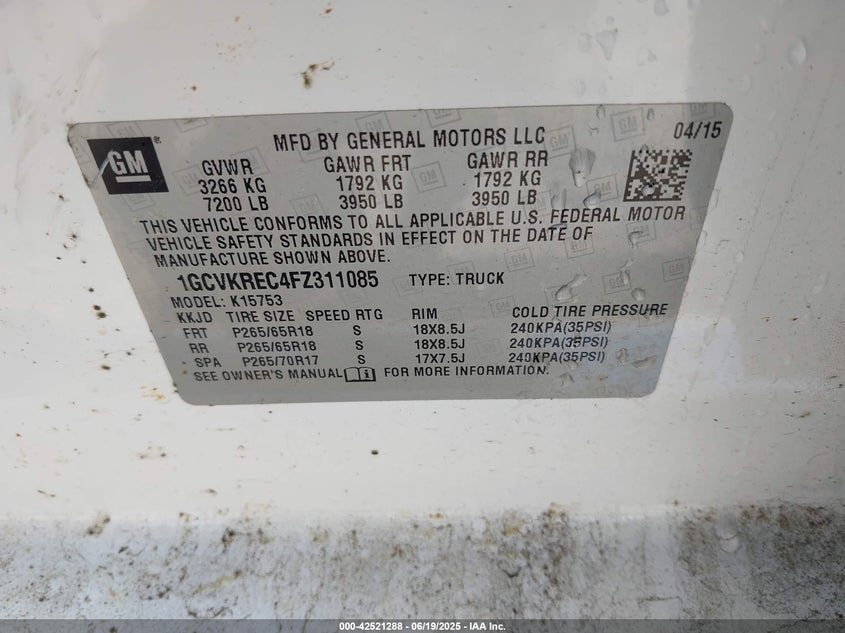 GM
MFD BY GENERAL MOTORS LLC 04/15
GVWR GAWR FRT GAWR RR
3266 KG 1792 KG 1792 KG
7200 LB 3950 LB 3950 LB
THIS VEHICLE CONFORMS TO ALL APPLICABLE U.S. FEDERAL MOTOR
VEHICLE SAFETY STANDARDS IN EFFECT ON THE DATE OF
MANUFACTURE SHOWN ABOVE.
1GCVKREC4FZ311085 TYPE: TRUCK
MODEL: K15753
KKJD TIRE SIZE SPEED RTG RIM COLD TIRE PRESSURE
FRT P265/65R18 S 18X8.5J 240KPA(35PSI)
RR P265/65R18 S 18X8.5J 240KPA(35PSI)
SPA P265/70R17 S 17X7.5J 240KPA(35PSI)
SEE OWNER'S MANUAL FOR MORE INFORMATION.
000-42521288 - 06/19/2025 - IAA Inc.